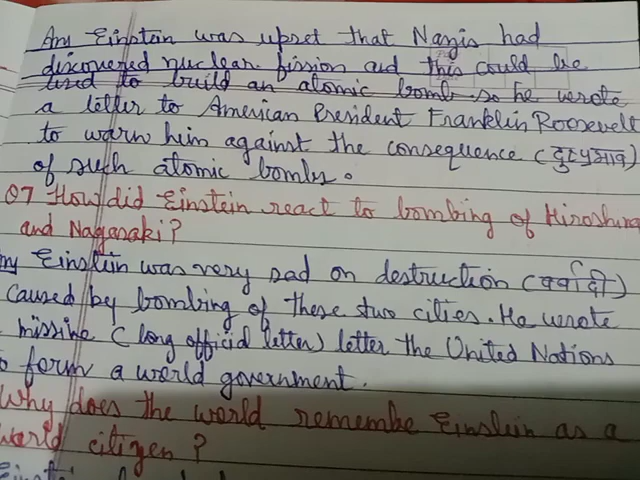 Any Einstein was upset that Nazis had
discovered nuclear fission and this could be
used to build an atomic bomb so he wrote
a letter to American President Franklin Roosevelt
to warn him against the consequence (दुष्प्रभाव)
of such atomic bombs.
07 How did Einstein react to bombing of Hiroshima
and Nagasaki?
ny Einstein was very sad on destruction (बर्बादी)
caused by bombing of these two cities. He wrote
missive (long official letter) letter the United Nations
o form a world government.
Why does the world remembe Einstein as a
world citizen?